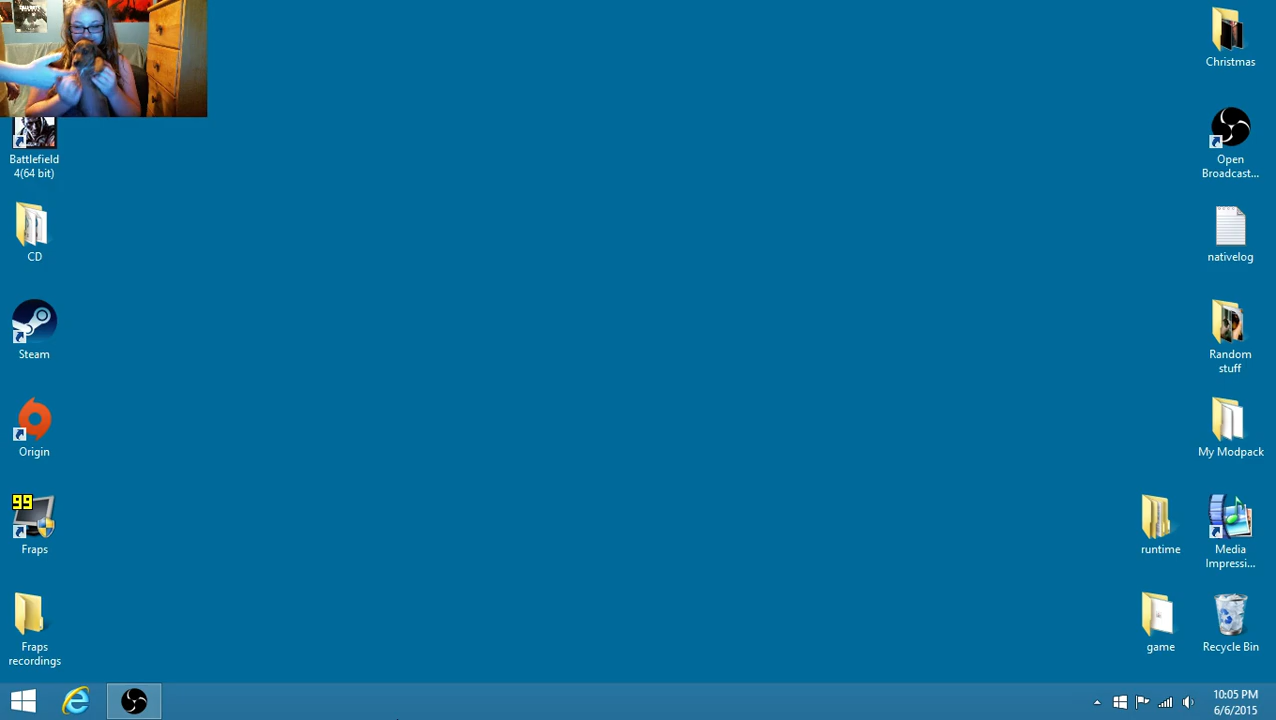 Christmas
Battlefield
4(64 bit)
Open
Broadcast...
CD
nativelog
Steam
Random
stuff
Origin
My Modpack
99
Fraps
runtime
Media
Impressi...
Fraps
recordings
game
Recycle Bin
10:05 PM
6/6/2015